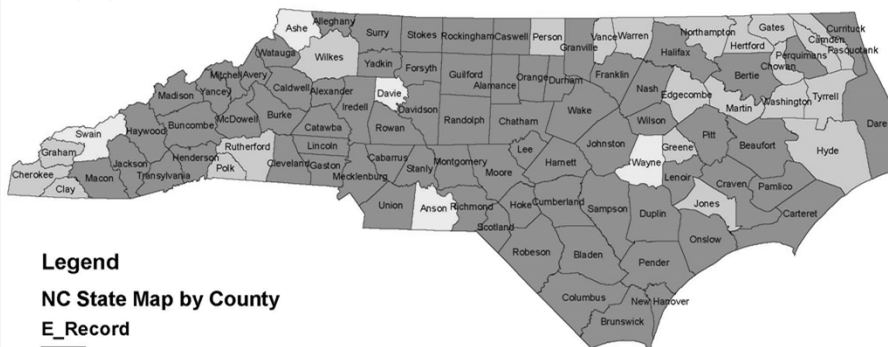 Ashe Alleghany Surry Stokes Rockingham Caswell Person Granville Vance Warren Northampton Gates Currituck
Camden
Pasquotank
Watauga Wilkes Yadkin Forsyth Guilford Alamance Orange Durham Franklin Halifax Hertford Perquimans
Chowan
Mitchell Avery Caldwell Alexander Davie Nash Edgecombe Bertie
Madison Yancey Iredell Davidson Wake Martin Washington Tyrrell
Buncombe McDowell Burke Catawba Rowan Randolph Chatham Wilson Dare
Swain Haywood Rutherford Lincoln Lee Johnston Wayne Greene Pitt Beaufort Hyde
Graham Jackson Henderson Polk Cleveland Gaston Cabarrus Stanly Montgomery Moore Harnett
Cherokee Clay Macon Transylvania Mecklenburg Lenoir Craven Pamlico
Union Anson Richmond Hoke Cumberland Sampson Duplin Jones Carteret
Scotland Onslow
Robeson Bladen Pender
Columbus New Hanover
Brunswick
Legend
NC State Map by County
E_Record